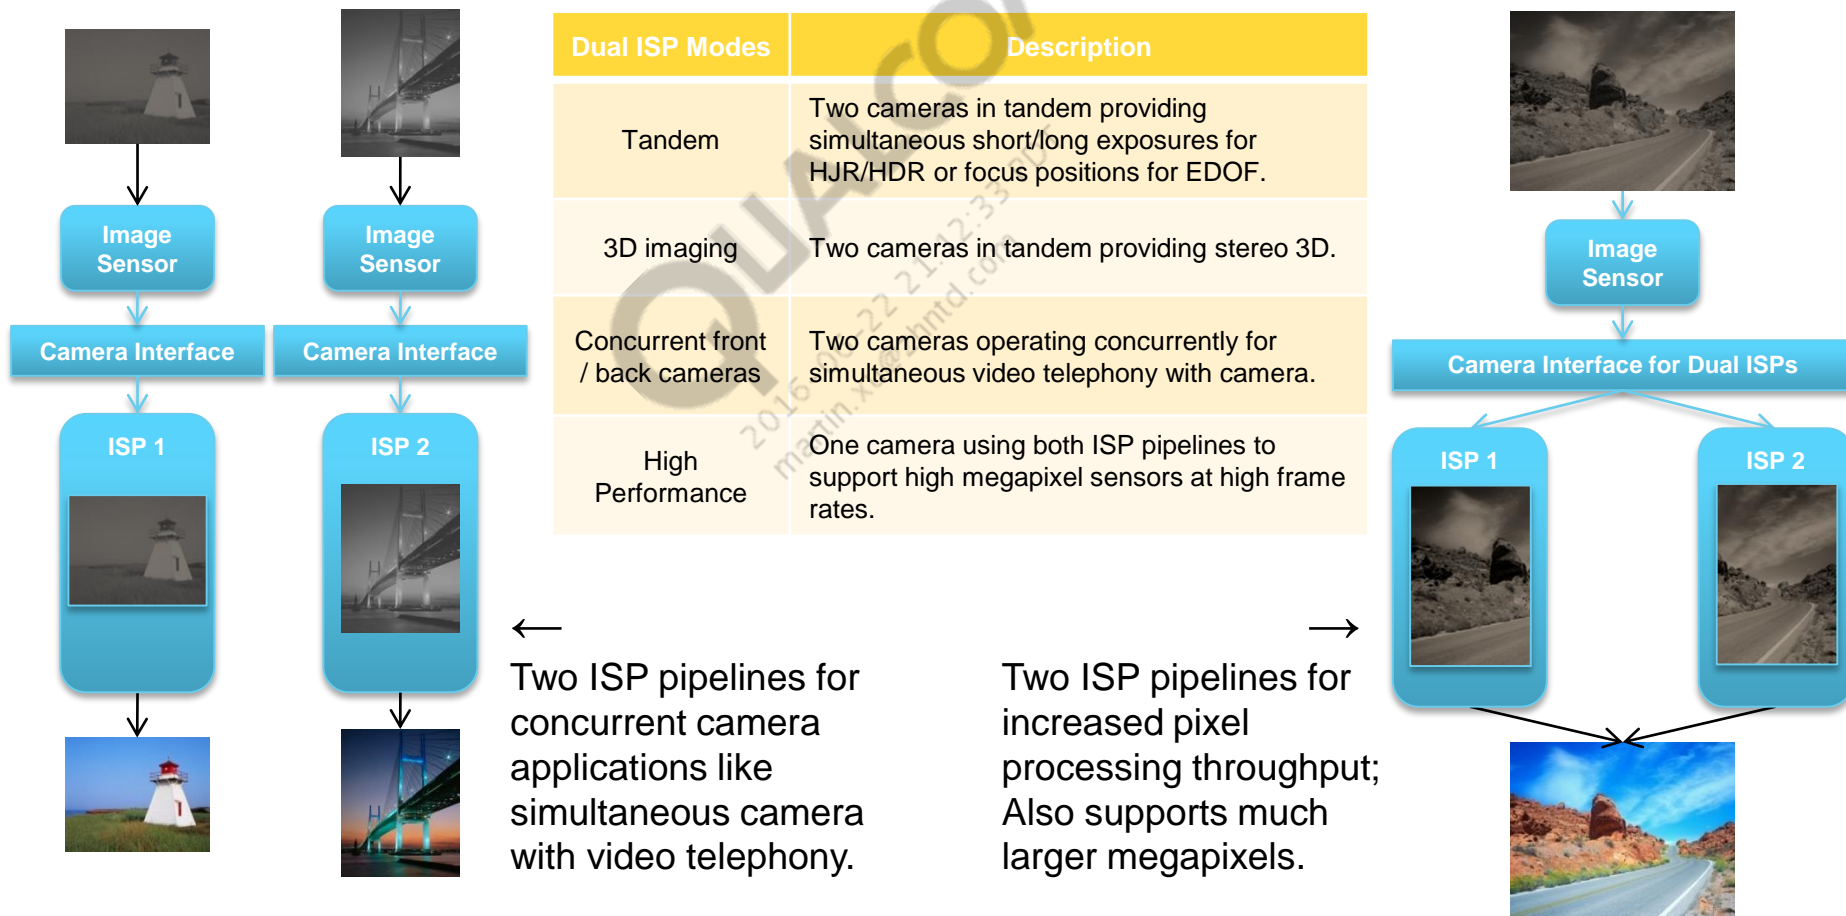 Image
Sensor
Camera Interface
ISP 1
Image
Sensor
Camera Interface
ISP 2
Dual ISP Modes
Description
Tandem
Two cameras in tandem providing
simultaneous short/long exposures for
HJR/HDR or focus positions for EDOF.
3D imaging
Two cameras in tandem providing stereo 3D.
Concurrent front
/ back cameras
Two cameras operating concurrently for
simultaneous video telephony with camera.
High
Performance
One camera using both ISP pipelines to
support high megapixel sensors at high frame
rates.
←
Two ISP pipelines for
concurrent camera
applications like
simultaneous camera
with video telephony.
→
Two ISP pipelines for
increased pixel
processing throughput;
Also supports much
larger megapixels.
Image
Sensor
Camera Interface for Dual ISPs
ISP 1
ISP 2